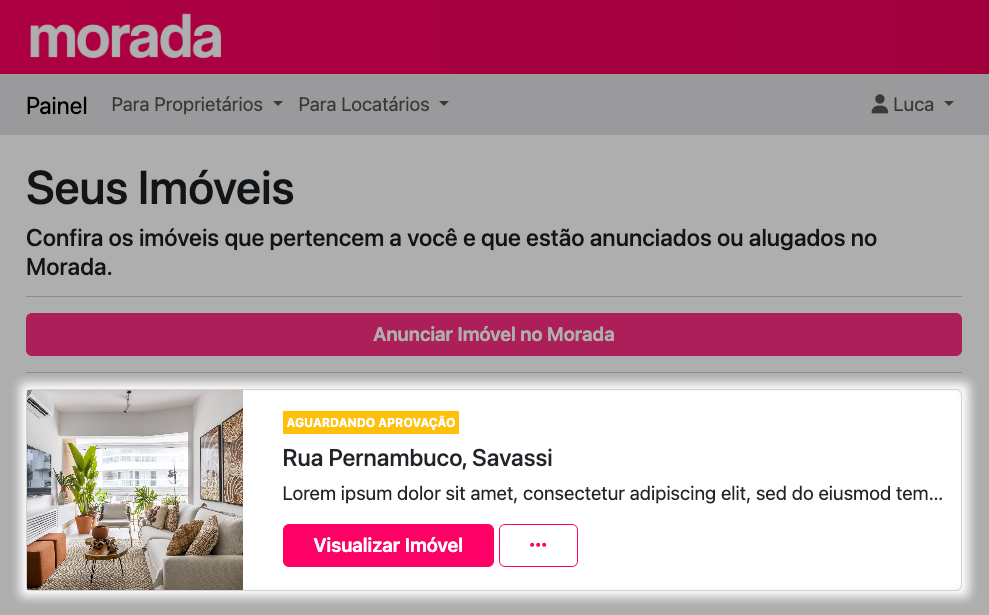 morada
Painel Para Proprietários Para Locatários Luca
Seus Imóveis
Confira os imóveis que pertencem a você e que estão anunciados ou alugados no
Morada.
Anunciar Imóvel no Morada
AGUARDANDO APROVAÇÃO
Rua Pernambuco, Savassi
Lorem ipsum dolor sit amet, consectetur adipiscing elit, sed do eiusmod tem...
Visualizar Imóvel ...